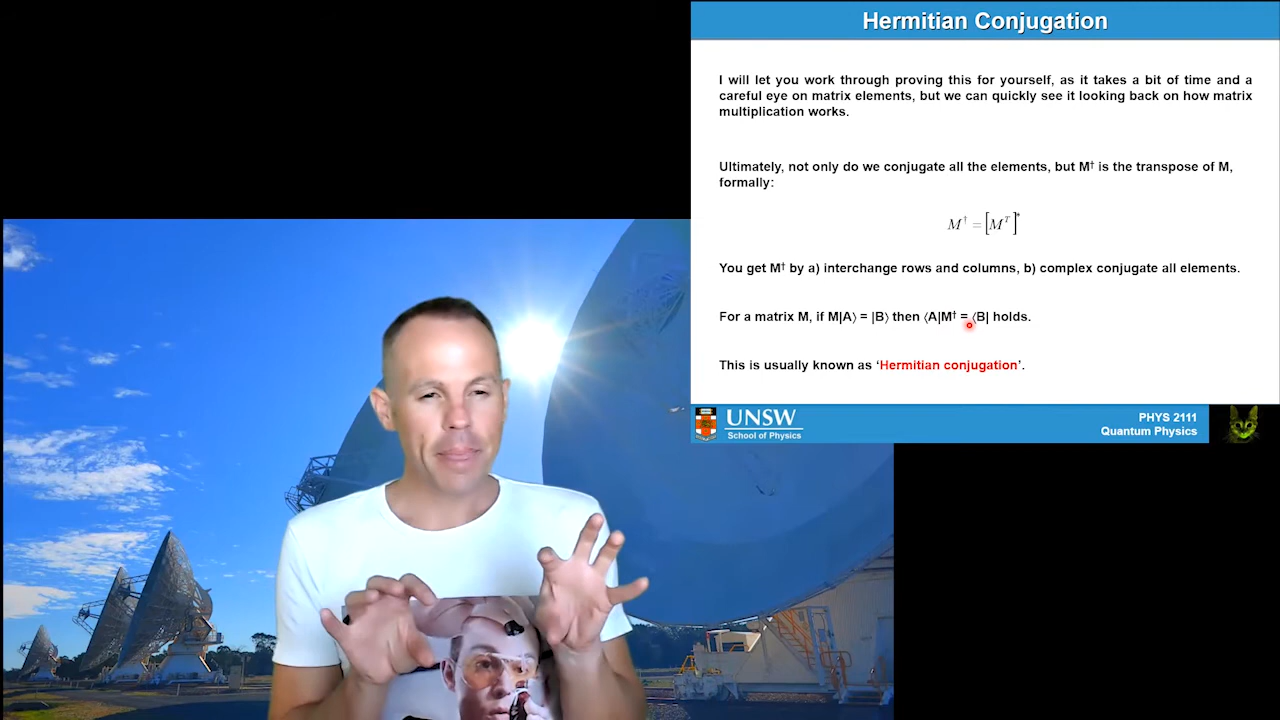 Hermitian Conjugation
I will let you work through proving this for yourself, as it takes a bit of time and a
careful eye on matrix elements, but we can quickly see it looking back on how matrix
multiplication works.
Ultimately, not only do we conjugate all the elements, but M† is the transpose of M,
formally:
M† = [Mᵀ]*
You get M† by a) interchange rows and columns, b) complex conjugate all elements.
For a matrix M, if M|A⟩ = |B⟩ then ⟨A|M† = ⟨B| holds.
This is usually known as ‘Hermitian conjugation’.
UNSW
School of Physics
PHYS 2111
Quantum Physics